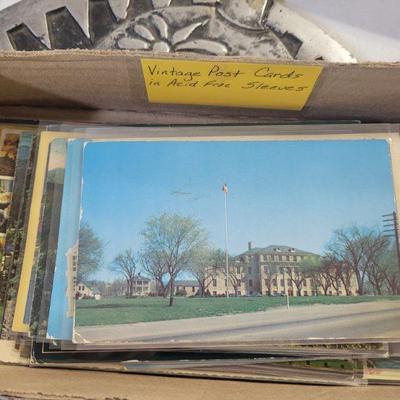 Vintage Post Cards
in Acid Free Sleeves